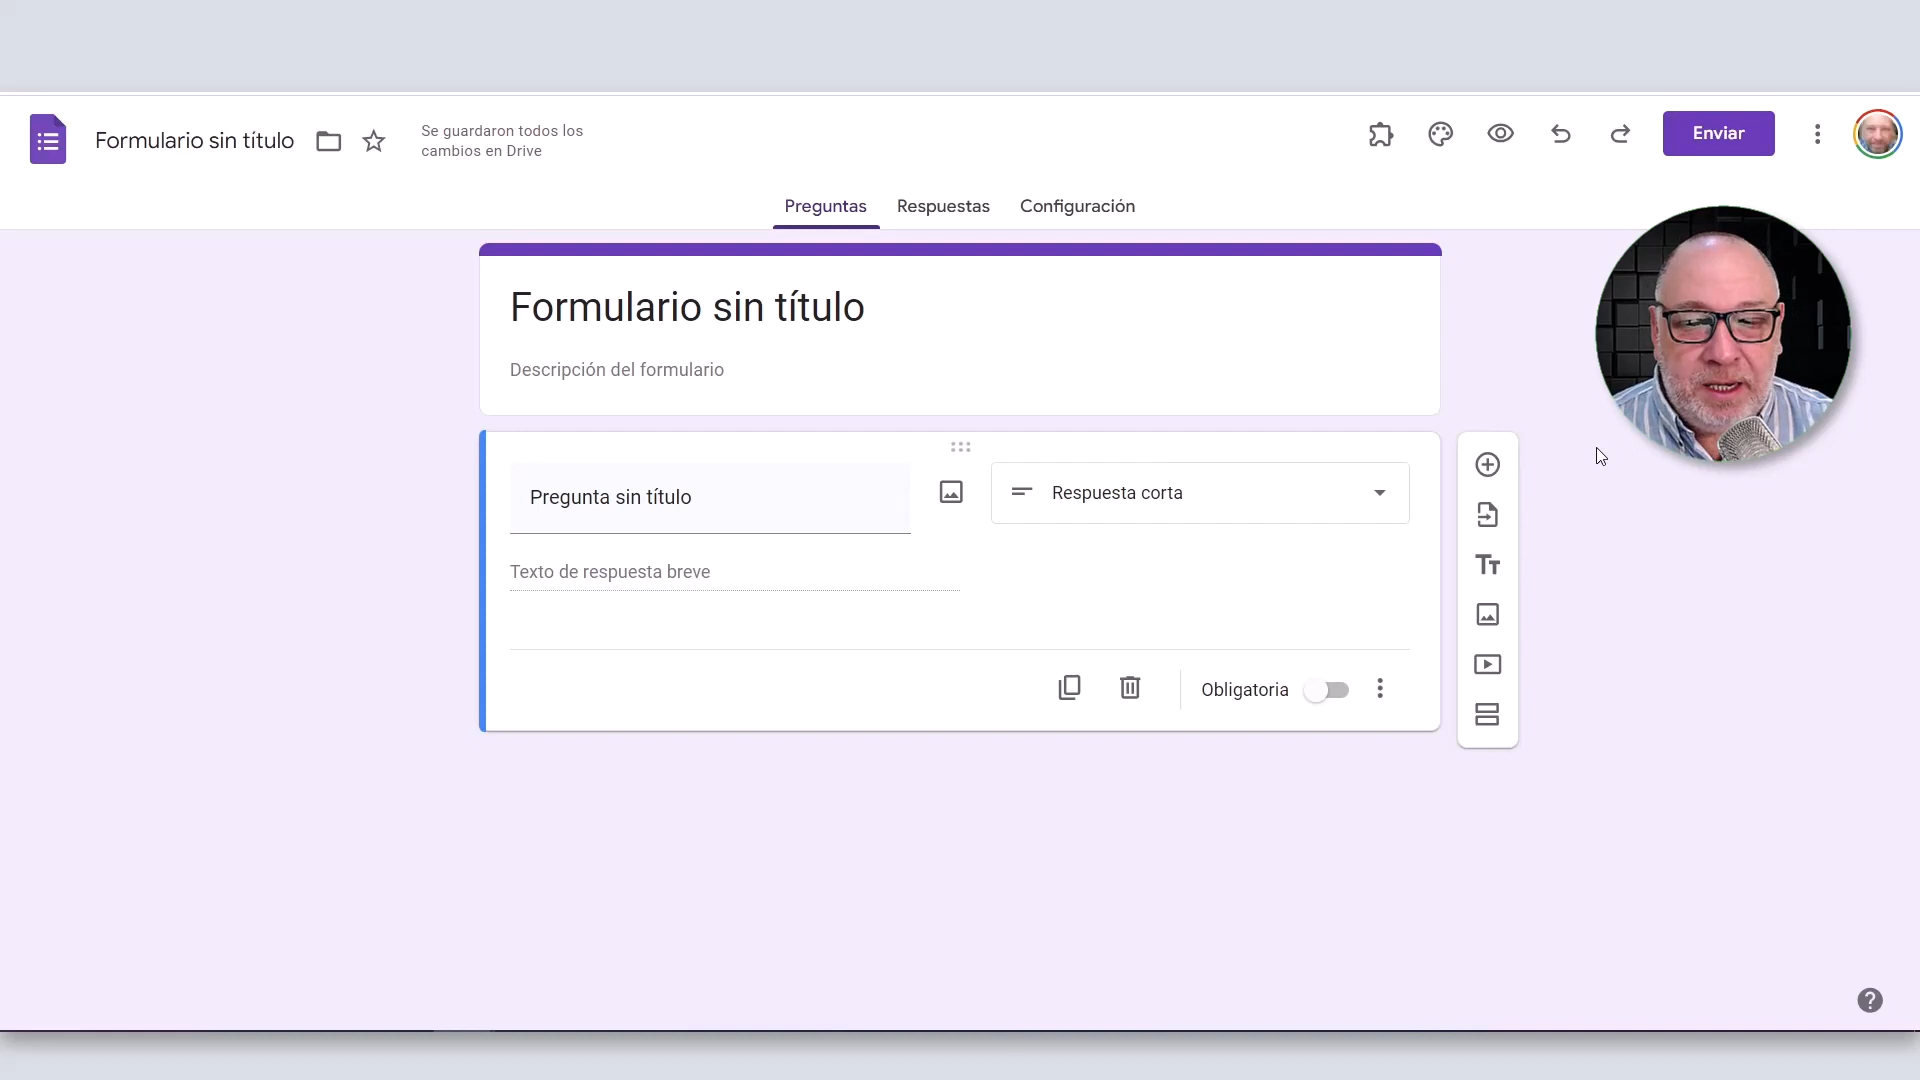 Formulario sin título
Se guardaron todos los
cambios en Drive
Enviar
Preguntas
Respuestas
Configuración
Formulario sin título
Descripción del formulario
Pregunta sin título
Respuesta corta
Texto de respuesta breve
Obligatoria